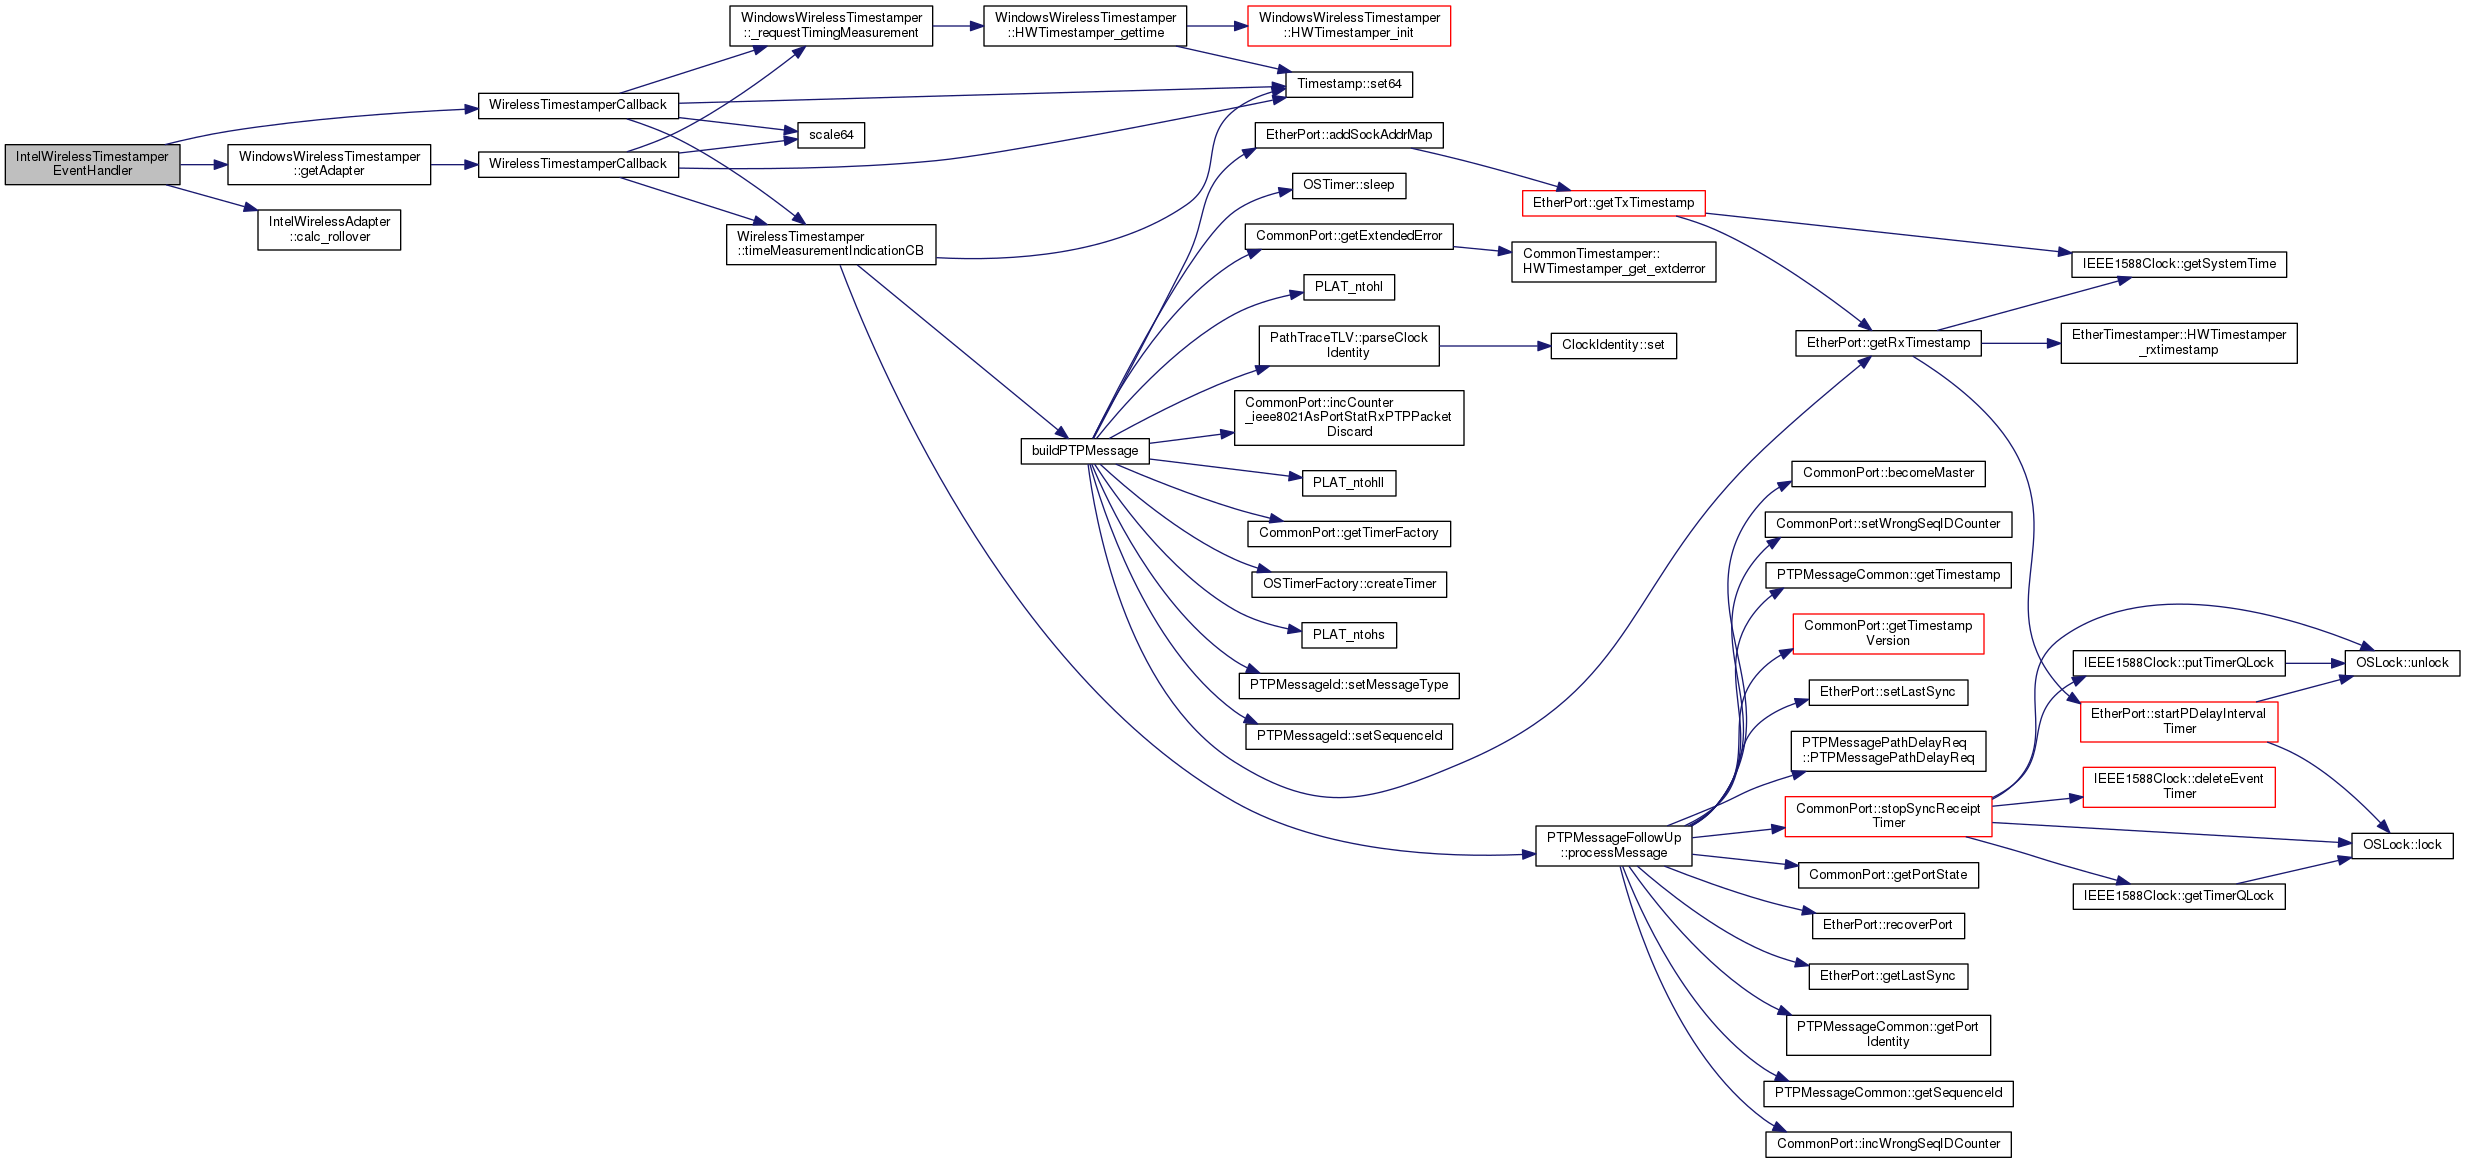 IntelWirelessTimestamper
EventHandler
WirelessTimestamperCallback
WindowsWirelessTimestamper
::getAdapter
IntelWirelessAdapter
::calc_rollover
WirelessTimestamperCallback
WindowsWirelessTimestamper
::_requestTimingMeasurement
scale64
WirelessTimestamper
::timeMeasurementIndicationCB
WindowsWirelessTimestamper
::HWTimestamper_gettime
WindowsWirelessTimestamper
::HWTimestamper_init
Timestamp::set64
buildPTPMessage
EtherPort::addSockAddrMap
OSTimer::sleep
CommonPort::getExtendedError
PLAT_ntohl
PathTraceTLV::parseClock
Identity
CommonPort::incCounter
_ieee8021AsPortStatRxPTPPacket
Discard
PLAT_ntohll
CommonPort::getTimerFactory
OSTimerFactory::createTimer
PLAT_ntohs
PTPMessageId::setMessageType
PTPMessageId::setSequenceId
EtherPort::getTxTimestamp
CommonTimestamper::
HWTimestamper_get_extderror
ClockIdentity::set
PTPMessageFollowUp
::processMessage
EtherPort::getRxTimestamp
CommonPort::becomeMaster
CommonPort::setWrongSeqIDCounter
PTPMessageCommon::getTimestamp
CommonPort::getTimestamp
Version
EtherPort::setLastSync
PTPMessagePathDelayReq
::PTPMessagePathDelayReq
CommonPort::stopSyncReceipt
Timer
CommonPort::getPortState
EtherPort::recoverPort
EtherPort::getLastSync
PTPMessageCommon::getPort
Identity
PTPMessageCommon::getSequenceId
CommonPort::incWrongSeqIDCounter
IEEE1588Clock::getSystemTime
EtherTimestamper::HWTimestamper
_rxtimestamp
IEEE1588Clock::putTimerQLock
EtherPort::startPDelayInterval
Timer
IEEE1588Clock::deleteEvent
Timer
IEEE1588Clock::getTimerQLock
OSLock::unlock
OSLock::lock